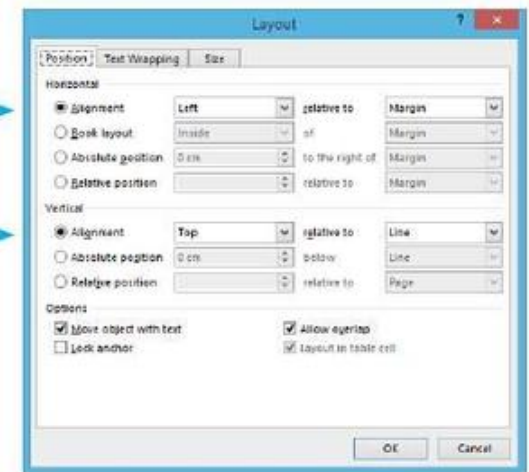 Layout
Position Text Wrapping Size
Horizontal
Alignment Left relative to Margin
Book layout Inside of Margin
Absolute position 0 cm to the right of Margin
Relative position relative to Margin
Vertical
Alignment Top relative to Line
Absolute position 0 cm below Line
Relative position relative to Page
Options
Move object with text Allow overlap
Lock anchor Layout in table cell
OK Cancel